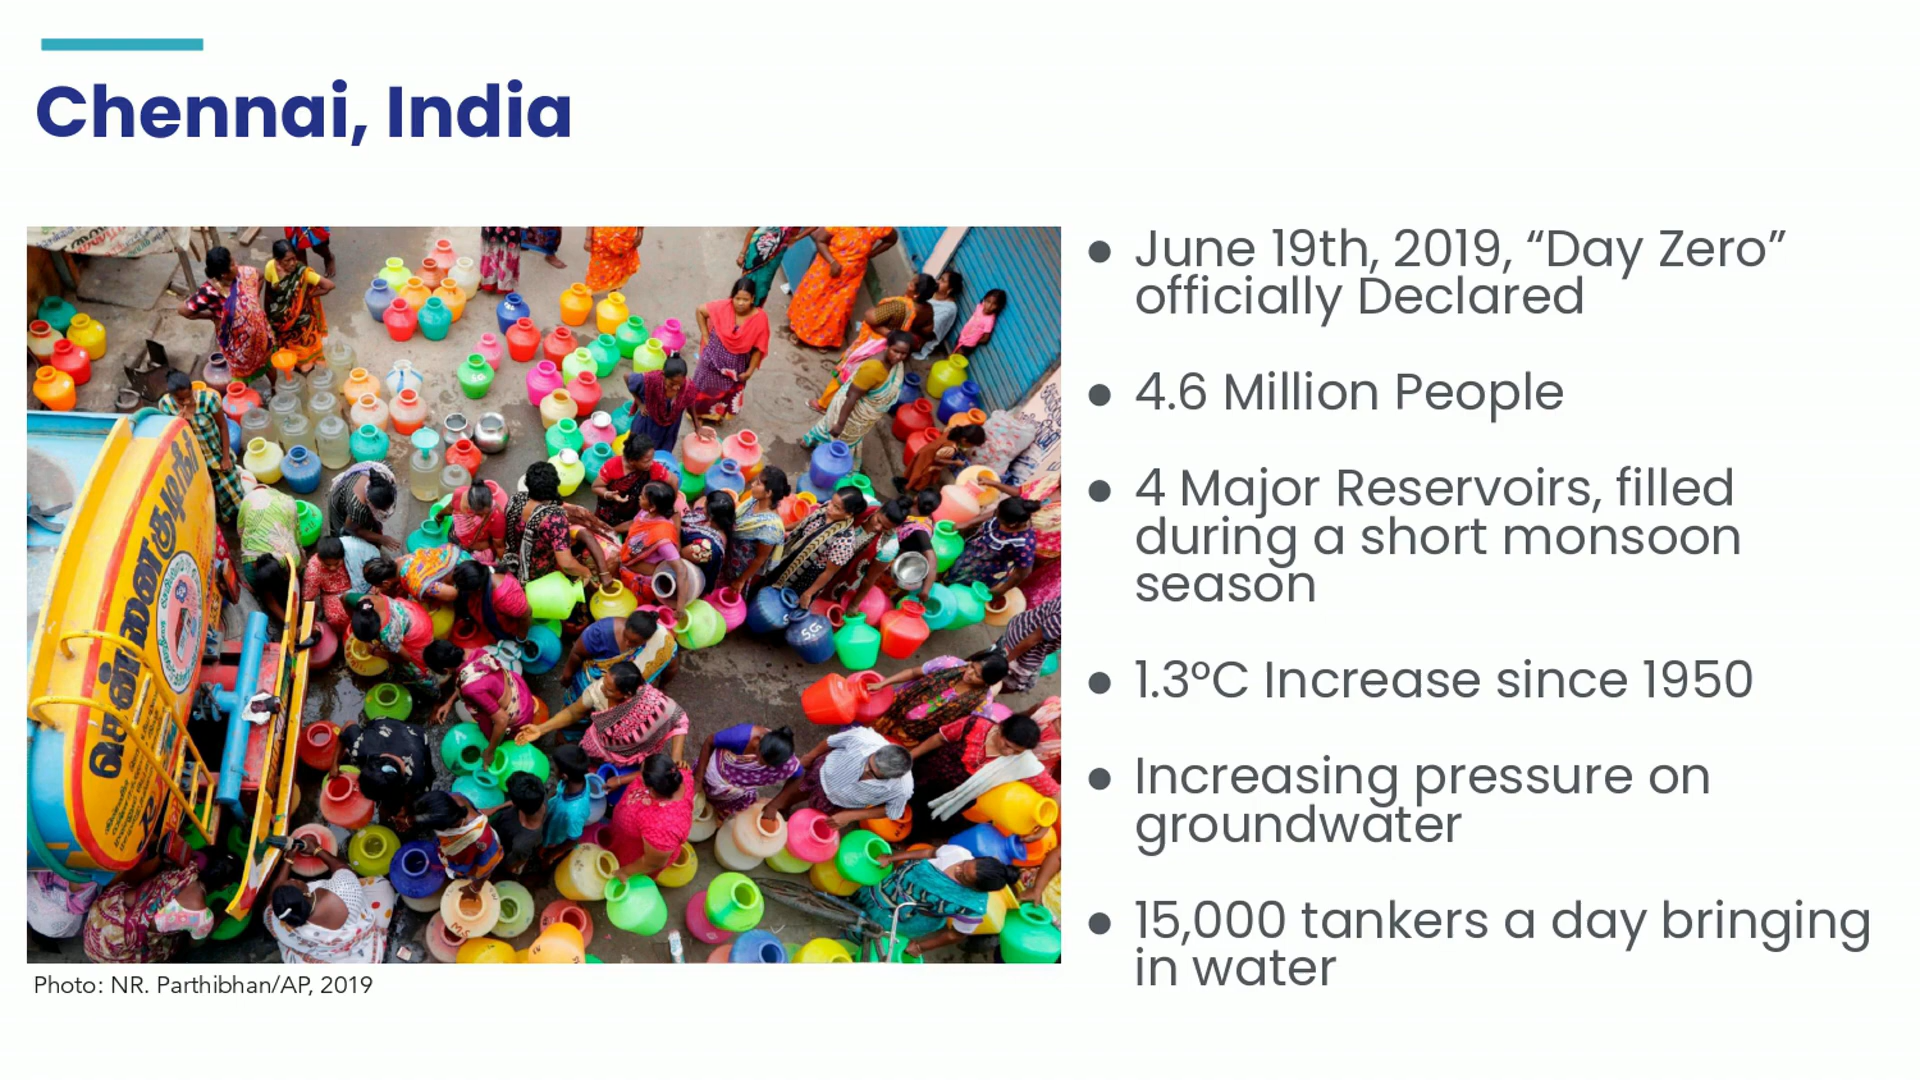 Chennai, India
● June 19th, 2019, “Day Zero”
officially Declared
● 4.6 Million People
● 4 Major Reservoirs, filled
during a short monsoon
season
● 1.3°C Increase since 1950
● Increasing pressure on
groundwater
● 15,000 tankers a day bringing
in water
சென்னைகுடிநீர்
SG
M.S
Photo: NR. Parthibhan/AP, 2019